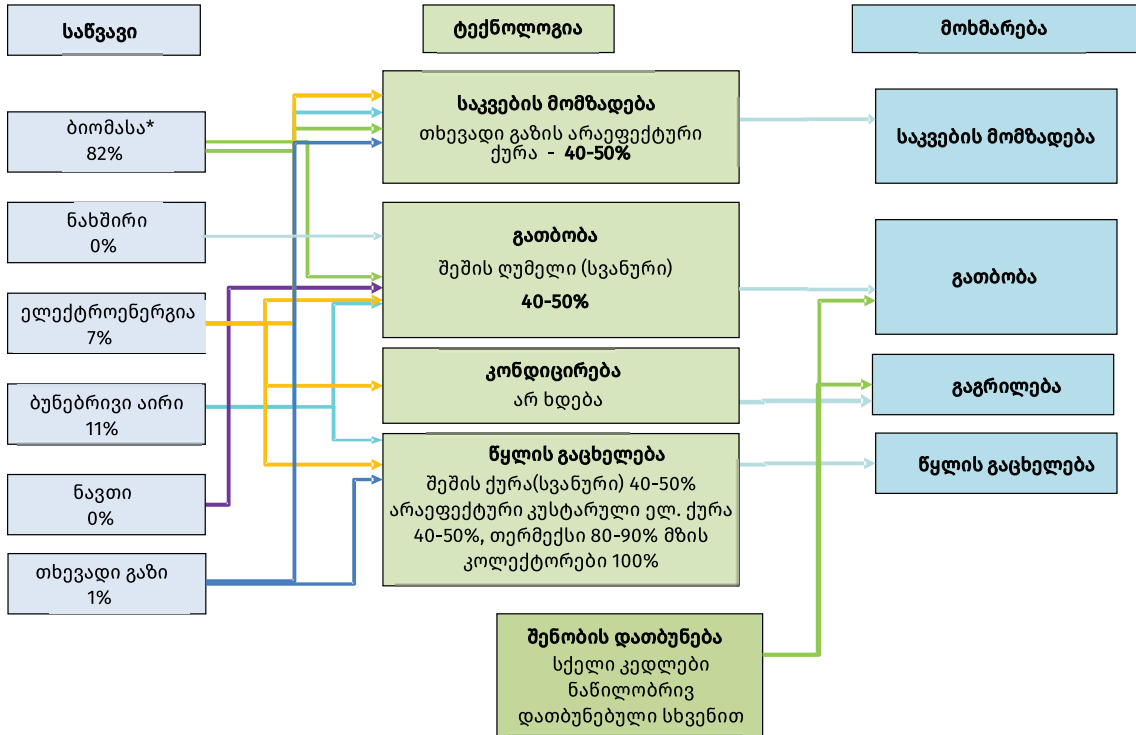 საწვავი
ტექნოლოგია
მოხმარება
ბიომასა*
82%
ნახშირი
0%
ელექტროენერგია
7%
ბუნებრივი აირი
11%
ნავთი
0%
თხევადი გაზი
1%
საკვების მომზადება
თხევადი გაზის არაეფექტური
ქურა - 40-50%
გათბობა
შეშის ღუმელი (სვანური)
40-50%
კონდიცირება
არ ხდება
წყლის გაცხელება
შეშის ქურა(სვანური) 40-50%
არაეფექტური კუსტარული ელ. ქურა
40-50%, თერმექსი 80-90% მზის
კოლექტორები 100%
შენობის დათბუნება
სქელი კედლები
ნაწილობრივ
დათბუნებული სხვენით
საკვების მომზადება
გათბობა
გაგრილება
წყლის გაცხელება